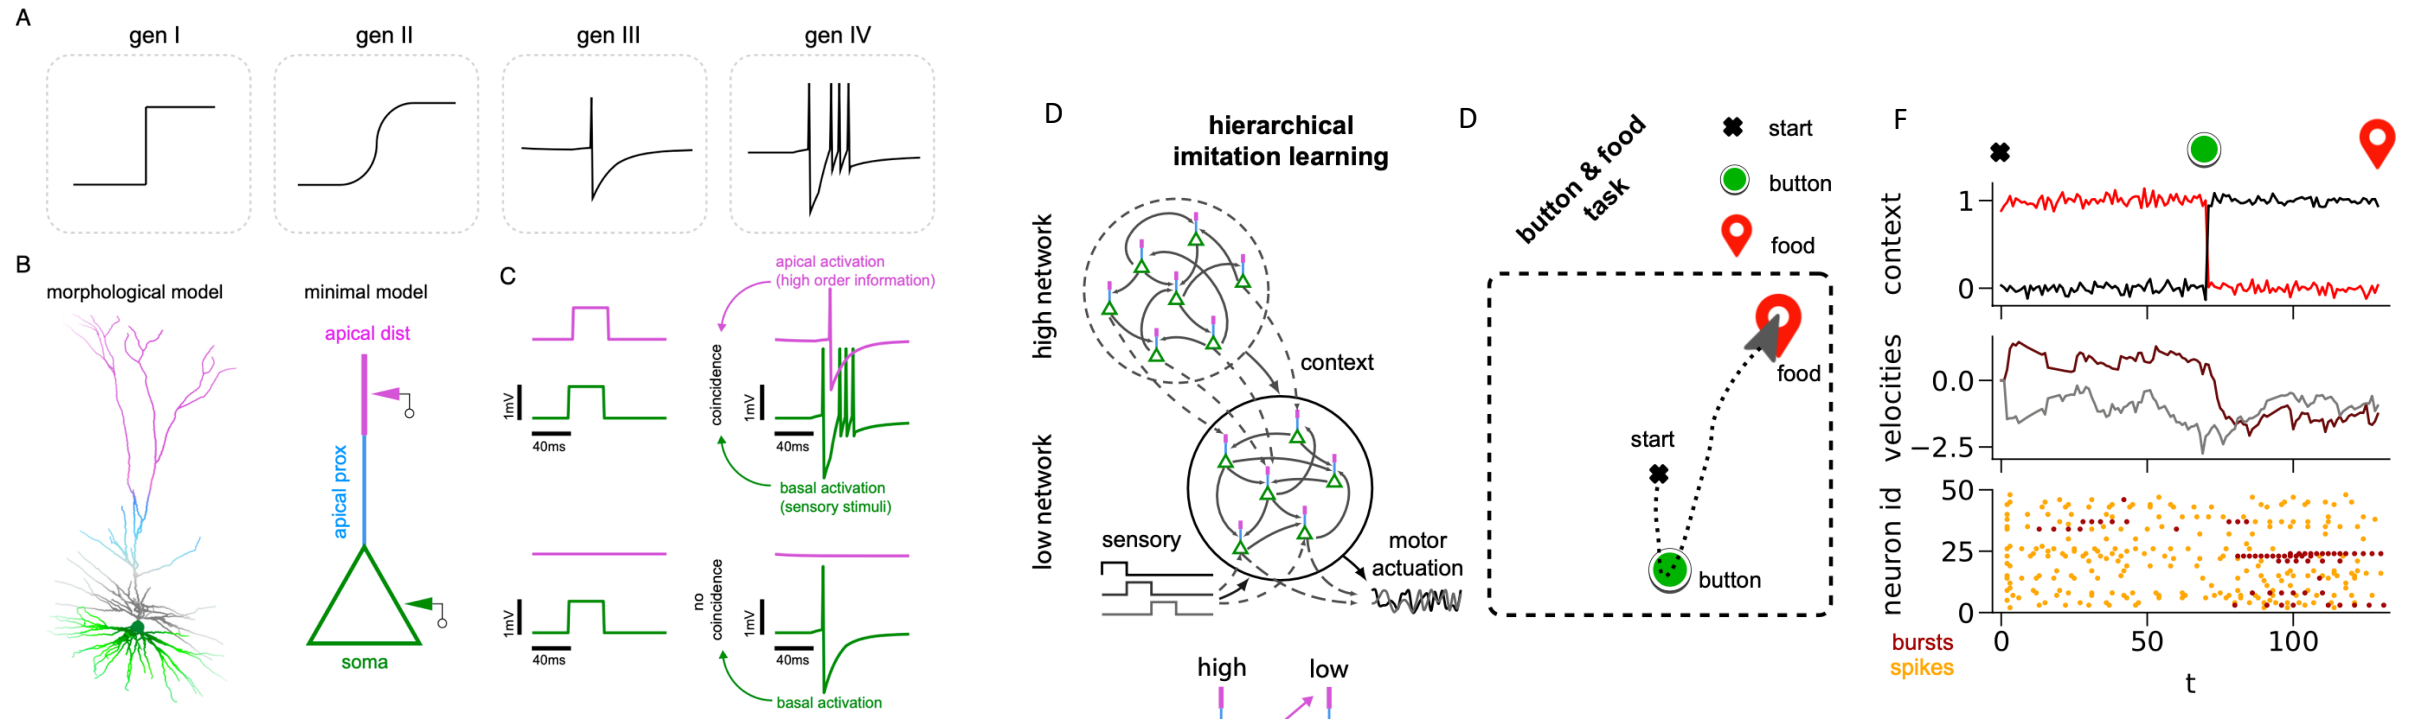 A
gen I
gen II
gen III
gen IV
B
morphological model
minimal model
apical dist
apical prox
soma
C
apical activation
(high order information)
1mV
40ms
coincidence
1mV
40ms
basal activation
(sensory stimuli)
1mV
40ms
no
coincidence
1mV
40ms
basal activation
D
hierarchical
imitation learning
high network
context
low network
sensory
motor
actuation
high
low
D
button & food
task
start
button
food
food
start
button
F
context
1
0
velocities
0.0
−2.5
neuron id
50
25
0
bursts
spikes
0
50
100
t